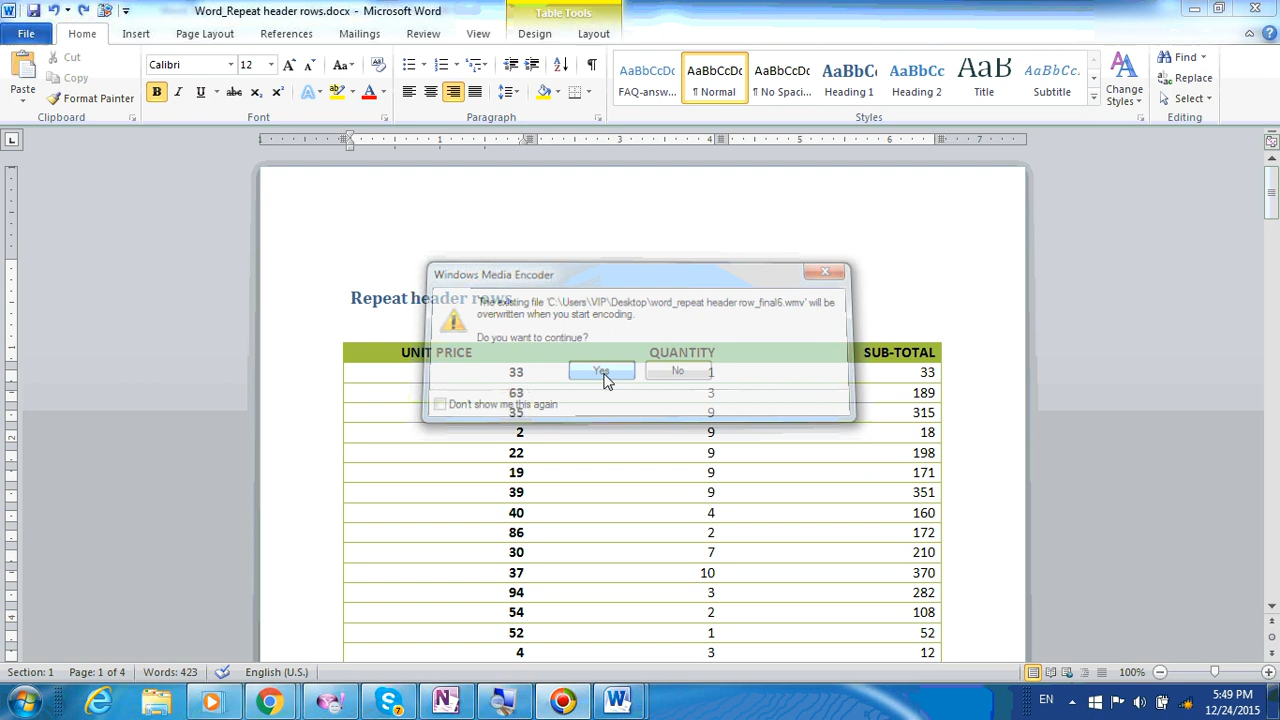 Word_Repeat header rows.docx - Microsoft Word
Table Tools
File Home Insert Page Layout References Mailings Review View Design Layout
Paste
Cut
Copy
Format Painter
Clipboard
Calibri 12
Font
Paragraph
AaBbCcDc
FAQ-answ...
AaBbCcDc
¶ Normal
AaBbCcDc
¶ No Spacin...
AaBbCc
Heading 1
AaBbCc
Heading 2
AaB
Title
AaBbCc.
Subtitle
Change Styles
Styles
Find
Replace
Select
Editing
Repeat header rows
Windows Media Encoder
The existing file 'C:\Users\VIP\Desktop\word_repeat header row_final6.wmv' will be
overwritten when you start encoding.
Do you want to continue?
Yes No
Don't show me this again
UNIT PRICE QUANTITY SUB-TOTAL
33 1 33
63 3 189
35 9 315
2 9 18
22 9 198
19 9 171
39 9 351
40 4 160
86 2 172
30 7 210
37 10 370
94 3 282
54 2 108
52 1 52
4 3 12
Section: 1 Page: 1 of 4 Words: 423 English (U.S.) 100%
EN 5:49 PM
12/24/2015